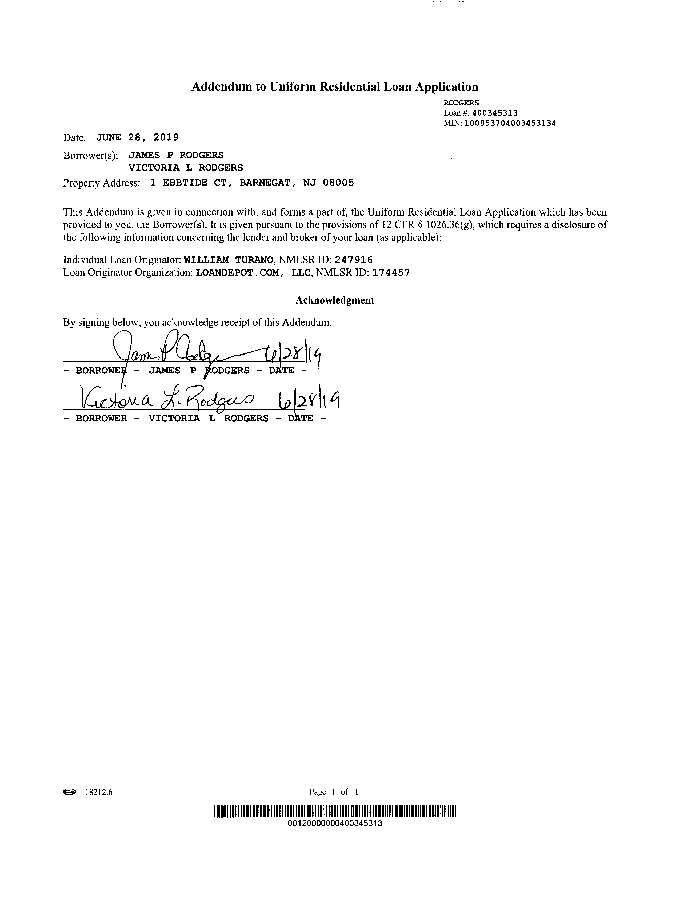 Addendum to Uniform Residential Loan Application
RODGERS
Loan #: 400345313
MIN: 100953704003453134
Date: JUNE 28, 2019
Borrower(s): JAMES P RODGERS
VICTORIA L RODGERS
Property Address: 1 EBBTIDE CT, BARNEGAT, NJ 08005
This Addendum is given in connection with, and forms a part of, the Uniform Residential Loan Application which has been
provided to you, the Borrower(s). It is given pursuant to the provisions of 12 CFR § 1026.36(g), which requires a disclosure of
the following information concerning the lender and broker of your loan (as applicable):
Individual Loan Originator: WILLIAM TURANO, NMLSR ID: 247916
Loan Originator Organization: LOANDEPOT.COM, LLC, NMLSR ID: 174457
Acknowledgment
By signing below, you acknowledge receipt of this Addendum.
6/28/19
- BORROWER - JAMES P RODGERS - DATE -
Victoria L. Rodgers 6/28/19
- BORROWER - VICTORIA L RODGERS - DATE -
18212.6 Page 1 of 1